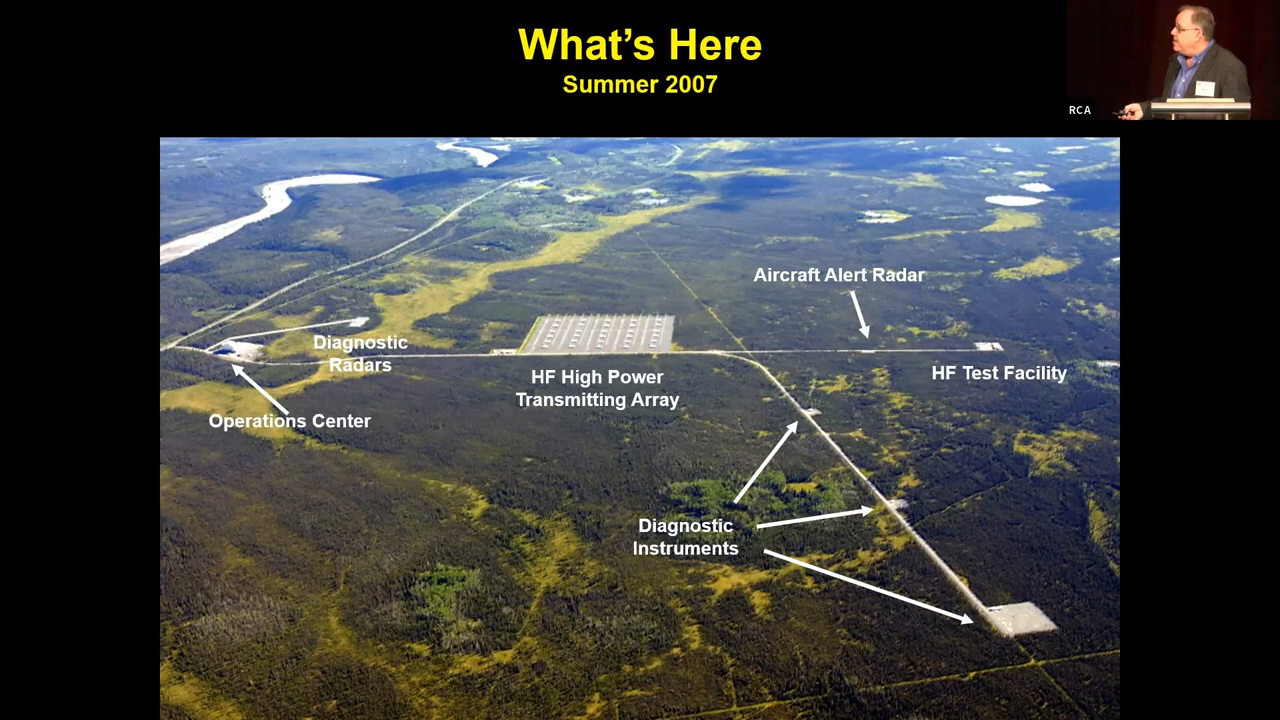 What's Here
Summer 2007
RCA
Aircraft Alert Radar
Diagnostic
Radars
HF High Power
Transmitting Array
HF Test Facility
Operations Center
Diagnostic
Instruments